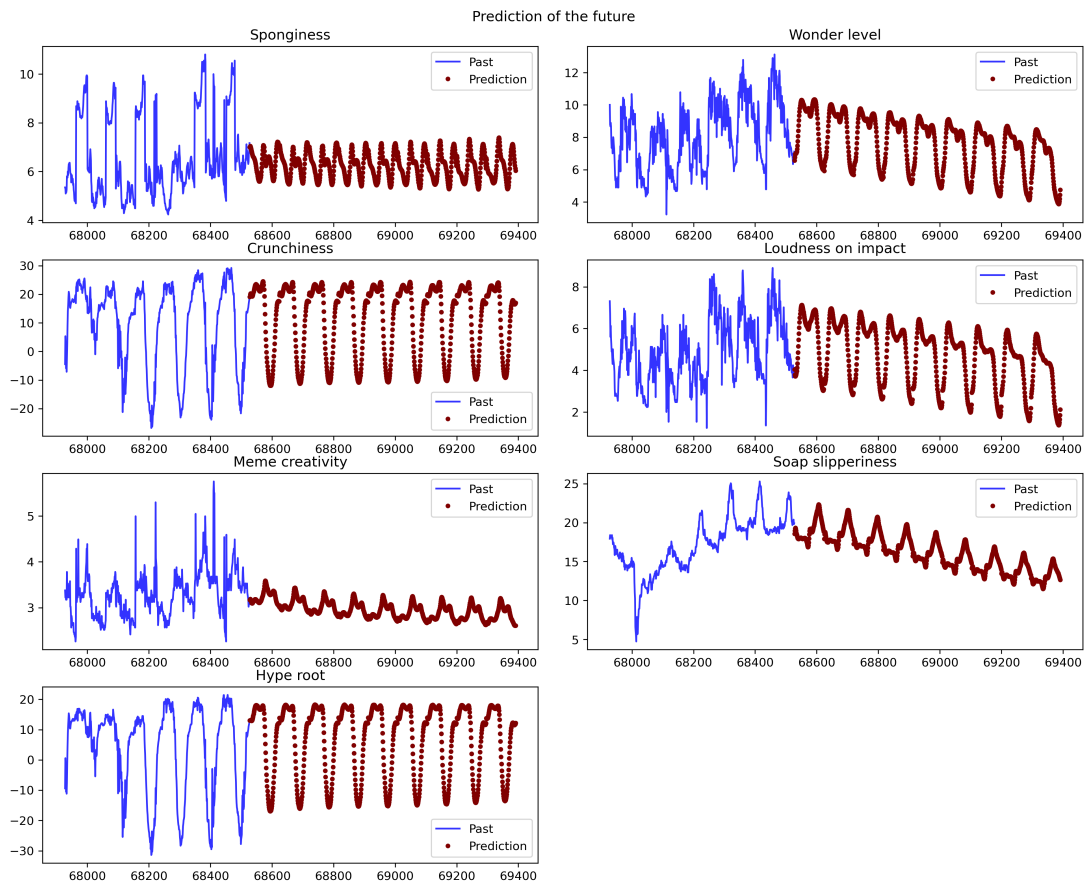 Prediction of the future
Sponginess
10
8
6
4
Past
Prediction
68000 68200 68400 68600 68800 69000 69200 69400
Wonder level
12
10
8
6
4
Past
Prediction
68000 68200 68400 68600 68800 69000 69200 69400
Crunchiness
30
20
10
0
−10
−20
Past
Prediction
68000 68200 68400 68600 68800 69000 69200 69400
Loudness on impact
8
6
4
2
Past
Prediction
68000 68200 68400 68600 68800 69000 69200 69400
Meme creativity
5
4
3
Past
Prediction
68000 68200 68400 68600 68800 69000 69200 69400
Soap slipperiness
25
20
15
10
5
Past
Prediction
68000 68200 68400 68600 68800 69000 69200 69400
Hype root
20
10
0
−10
−20
−30
Past
Prediction
68000 68200 68400 68600 68800 69000 69200 69400